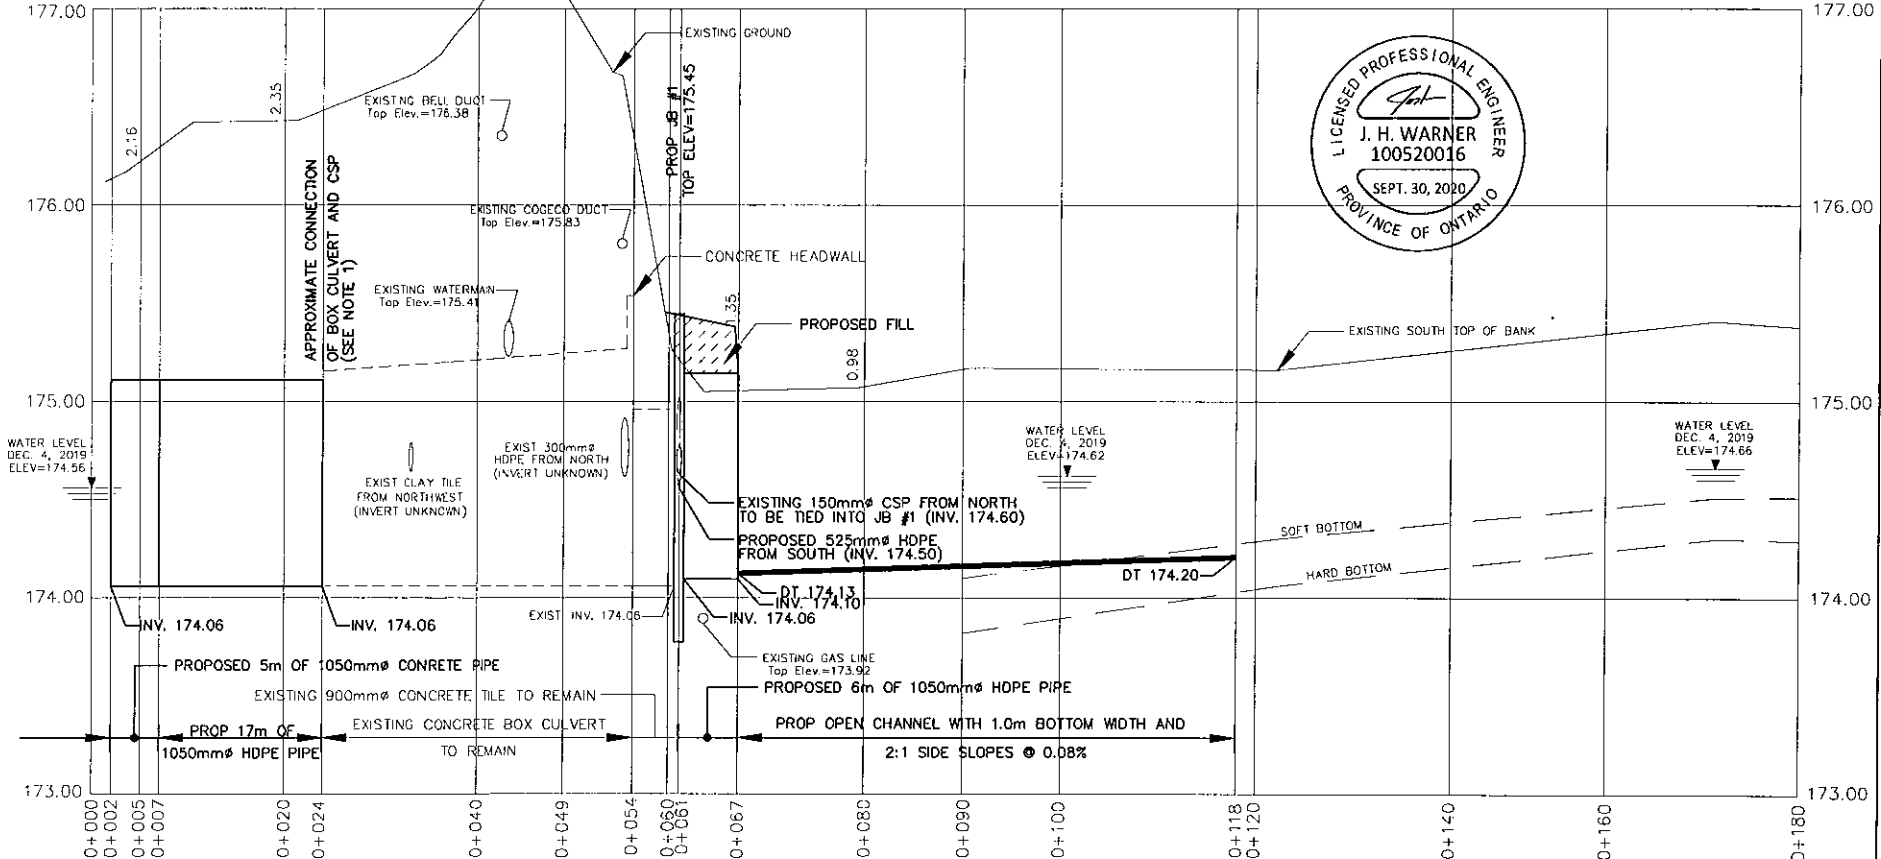 177.00
177.00
176.00
176.00
175.00
175.00
174.00
174.00
173.00
173.00
2.16
2.35
EXISTING BELL DUCT
Top Elev.=176.38
EXISTING GROUND
PROP JB #1
TOP ELEV=175.45
LICENSED PROFESSIONAL ENGINEER
J. H. WARNER
100520016
SEPT. 30, 2020
PROVINCE OF ONTARIO
APPROXIMATE CONNECTION
OF BOX CULVERT AND CSP
(SEE NOTE 1)
EXISTING COGECO DUCT
Top Elev.=175.83
CONCRETE HEADWALL
EXISTING WATERMAIN
Top Elev.=175.41
1.35
PROPOSED FILL
0.98
EXISTING SOUTH TOP OF BANK
WATER LEVEL
DEC. 4, 2019
ELEV=174.56
EXIST CLAY TILE
FROM NORTHWEST
(INVERT UNKNOWN)
EXIST 300mmø
HDPE FROM NORTH
(INVERT UNKNOWN)
WATER LEVEL
DEC. 4, 2019
ELEV=174.62
WATER LEVEL
DEC. 4, 2019
ELEV=174.66
EXISTING 150mmø CSP FROM NORTH
TO BE TIED INTO JB #1 (INV. 174.60)
PROPOSED 525mmø HDPE
FROM SOUTH (INV. 174.50)
SOFT BOTTOM
HARD BOTTOM
DT 174.20
DT 174.13
INV. 174.10
INV. 174.06
EXIST INV. 174.06
INV. 174.06
INV. 174.06
EXISTING GAS LINE
Top Elev.=173.92
PROPOSED 5m OF 1050mmø CONRETE PIPE
EXISTING 900mmø CONCRETE TILE TO REMAIN
PROPOSED 6m OF 1050mmø HDPE PIPE
PROP 17m OF
1050mmø HDPE PIPE
EXISTING CONCRETE BOX CULVERT
TO REMAIN
PROP OPEN CHANNEL WITH 1.0m BOTTOM WIDTH AND
2:1 SIDE SLOPES @ 0.08%
0+000
0+002
0+005
0+007
0+020
0+024
0+040
0+049
0+054
0+060
0+061
0+067
0+080
0+090
0+100
0+118
0+120
0+140
0+160
0+180